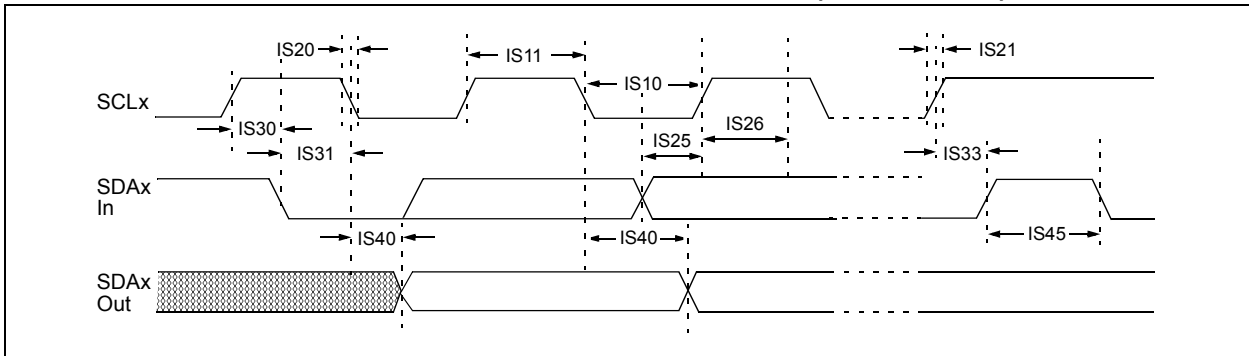 IS20
IS11
IS21
IS10
SCLx
IS30
IS26
IS25
IS31
IS33
SDAx
In
IS40
IS40
IS45
SDAx
Out